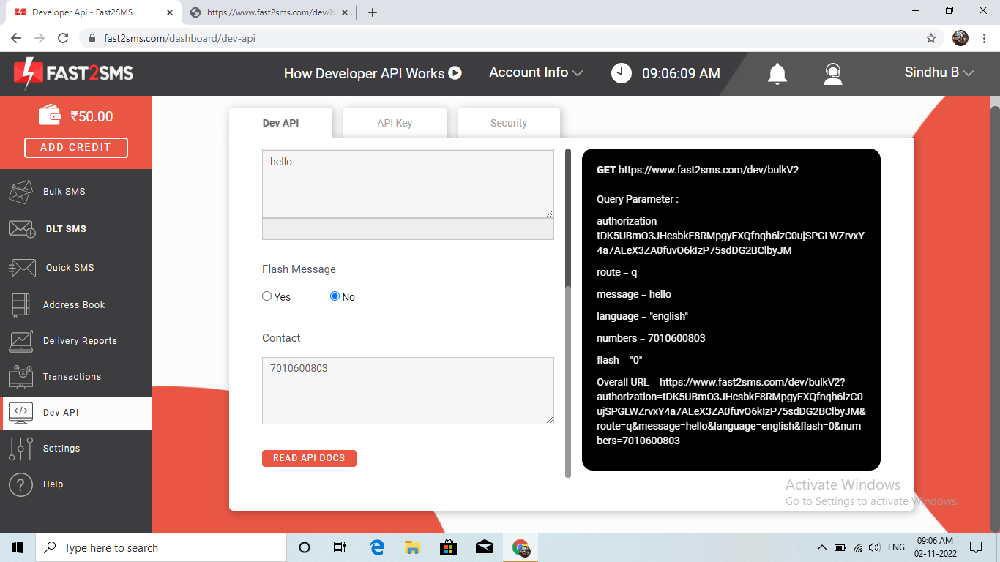 Developer Api - Fast2SMS
https://www.fast2sms.com/dev/b
fast2sms.com/dashboard/dev-api
FAST2SMS
How Developer API Works
Account Info
09:06:09 AM
Sindhu B
₹50.00
ADD CREDIT
Bulk SMS
DLT SMS
Quick SMS
Address Book
Delivery Reports
Transactions
Dev API
Settings
Help
Dev API
API Key
Security
hello
Flash Message
Yes
No
Contact
7010600803
READ API DOCS
GET https://www.fast2sms.com/dev/bulkV2
Query Parameter :
authorization =
tDK5UBmO3JHcsbkE8RMpgyFXQfnqh6lzC0ujSPGLWZrvxY
4a7AEeX3ZA0fuvO6kIzP75sdDG2BClbyJM
route = q
message = hello
language = "english"
numbers = 7010600803
flash = "0"
Overall URL = https://www.fast2sms.com/dev/bulkV2?
authorization=tDK5UBmO3JHcsbkE8RMpgyFXQfnqh6lzC0
ujSPGLWZrvxY4a7AEeX3ZA0fuvO6kIzP75sdDG2BClbyJM&
route=q&message=hello&language=english&flash=0&num
bers=7010600803
Activate Windows
Go to Settings to activate Windows.
Type here to search
ENG
09:06 AM
02-11-2022